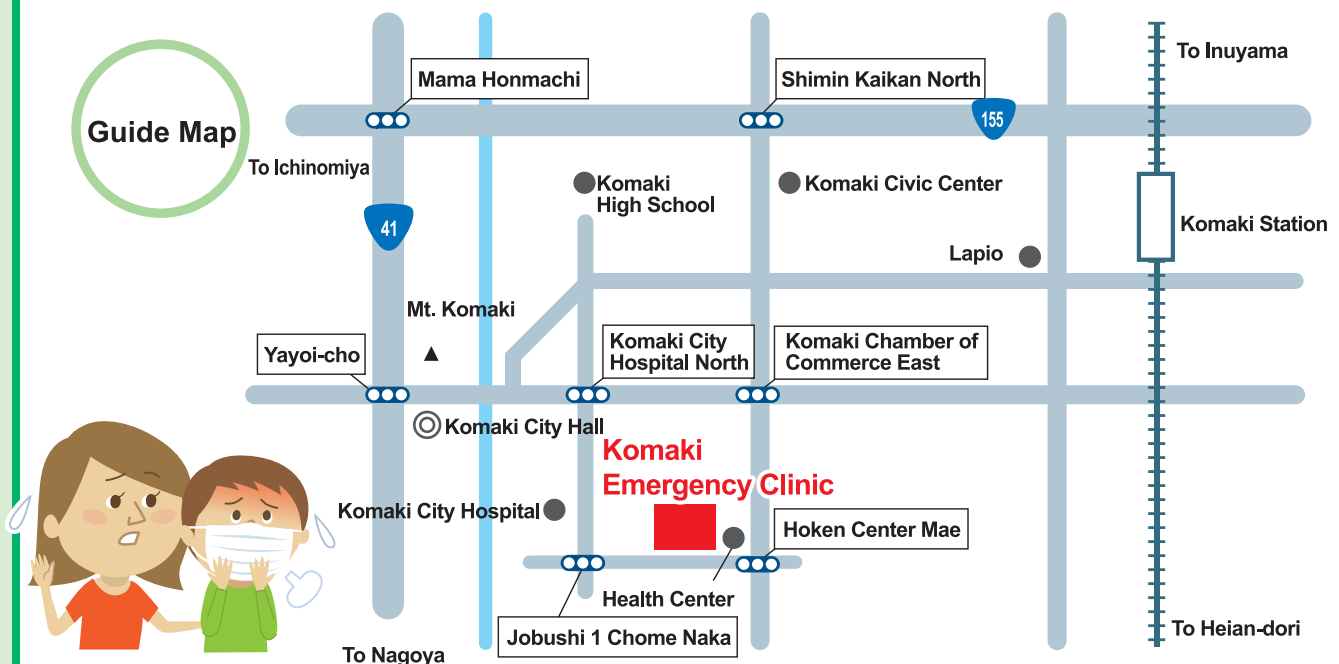 Guide Map
Mama Honmachi
Shimin Kaikan North
To Inuyama
155
To Ichinomiya
Komaki
High School
Komaki Civic Center
41
Komaki Station
Lapio
Mt. Komaki
Yayoi-cho
Komaki City
Hospital North
Komaki Chamber of
Commerce East
Komaki City Hall
Komaki
Emergency Clinic
Komaki City Hospital
Hoken Center Mae
Health Center
Jobushi 1 Chome Naka
To Heian-dori
To Nagoya